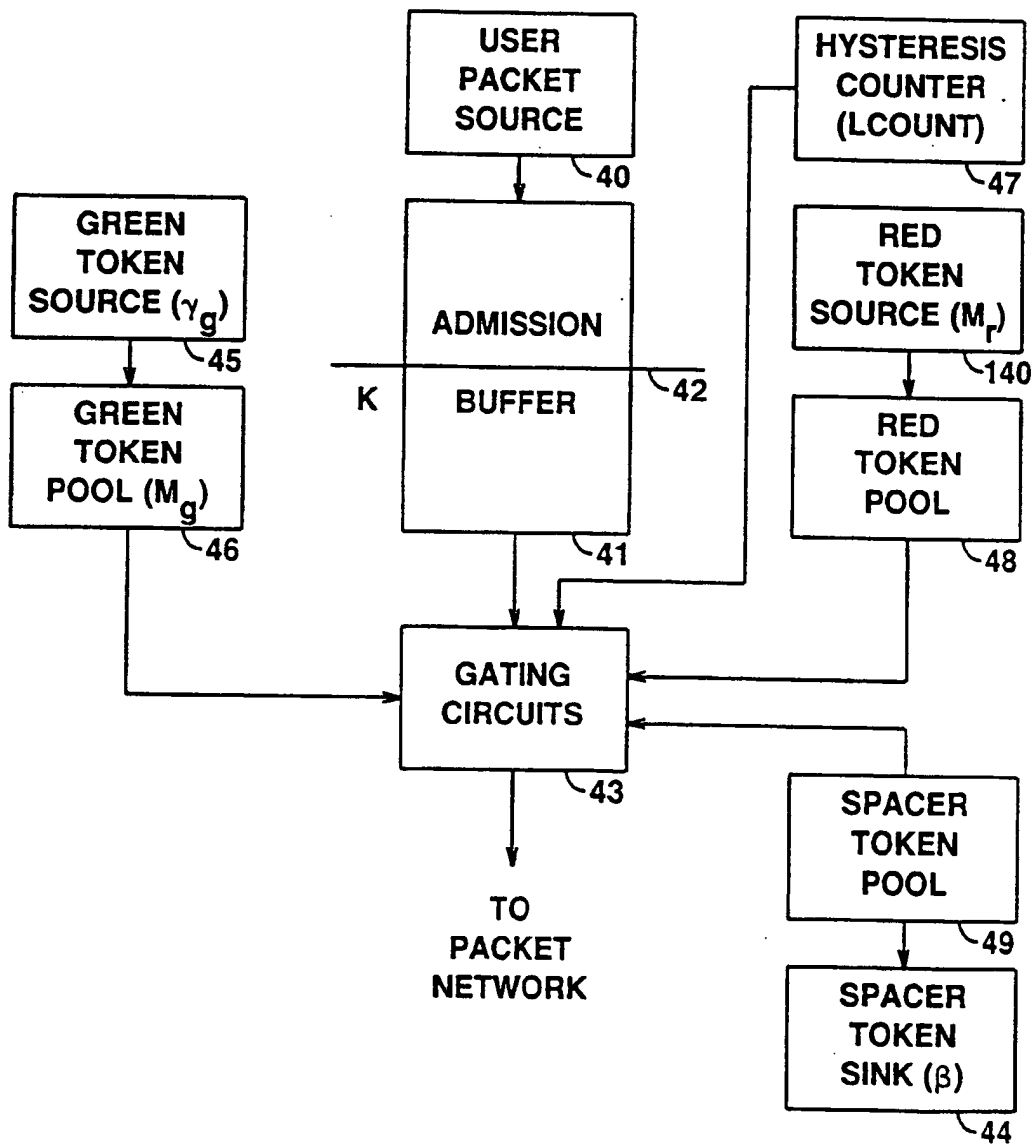 USER
PACKET
SOURCE
40
HYSTERESIS
COUNTER
(LCOUNT)
47
GREEN
TOKEN
SOURCE (γg)
45
ADMISSION
BUFFER
K
42
41
RED
TOKEN
SOURCE (Mr)
140
GREEN
TOKEN
POOL (Mg)
46
RED
TOKEN
POOL
48
GATING
CIRCUITS
43
SPACER
TOKEN
POOL
49
TO
PACKET
NETWORK
SPACER
TOKEN
SINK (β)
44